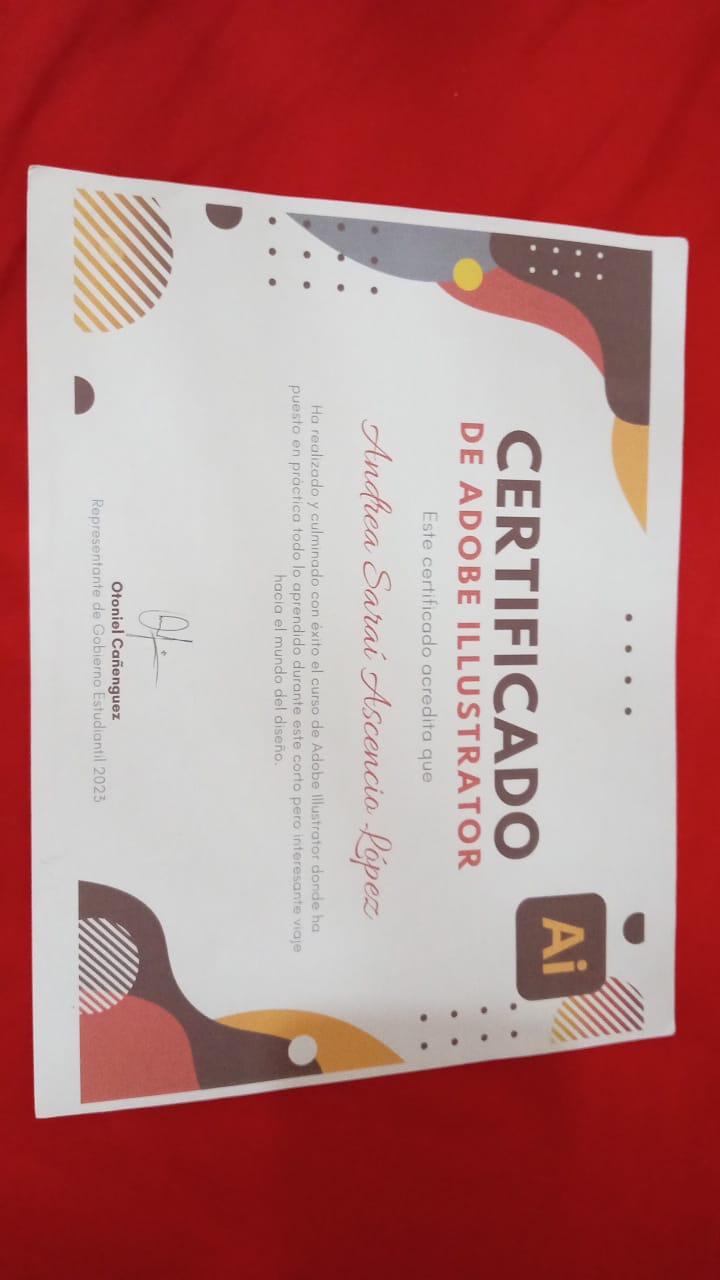 Ai
CERTIFICADO
DE ADOBE ILLUSTRATOR
Este certificado acredita que
Andrea Saraí Ascencio López
Ha realizado y culminado con éxito el curso de Adobe Illustrator donde ha
puesto en práctica todo lo aprendido durante este corto pero interesante viaje
hacia el mundo del diseño.
Otoniel Cañenguez
Representante de Gobierno Estudiantil 2023